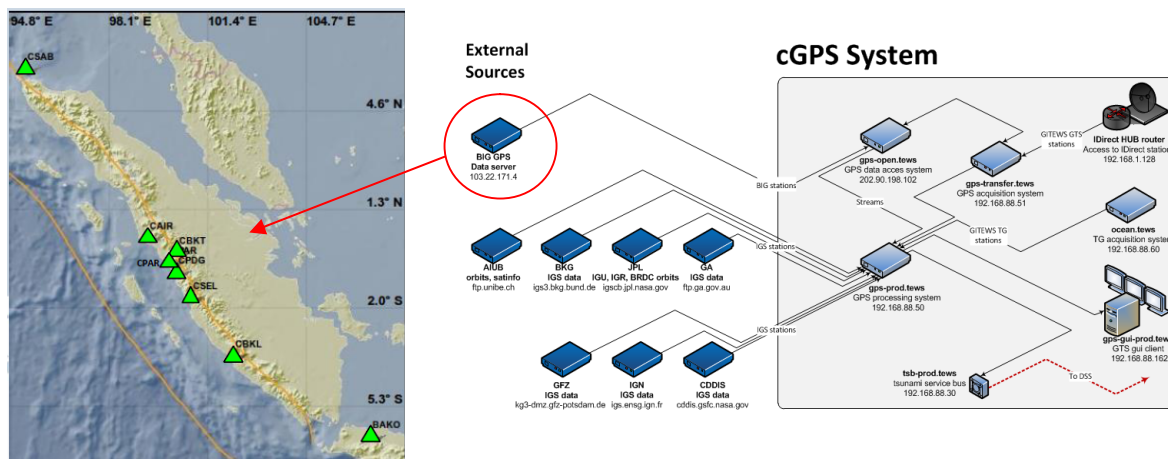 94.8° E
98.1° E
101.4° E
104.7° E
CSAB
4.6° N
1.3° N
CAIR
CBKT
AR
CPAR
CPDG
CSEL
2.0° S
CBKL
5.3° S
BAKO
External
Sources
BIG GPS
Data server
103.22.171.4
AIUB
orbits, satinfo
ftp.unibe.ch
BKG
IGS data
igs3.bkg.bund.de
JPL
IGU, IGR, BRDC orbits
igscb.jpl.nasa.gov
GA
IGS data
ftp.ga.gov.au
GFZ
IGS data
kg3-dmz.gfz-potsdam.de
IGN
IGS data
igs.ensg.ign.fr
CDDIS
IGS data
cddis.gsfc.nasa.gov
cGPS System
BIG stations
IGS stations
IGS stations
gps-open.tews
GPS data acces system
202.90.198.102
Streams
GITEWS GTS
stations
IDirect HUB router
Access to IDirect station
192.168.1.128
gps-transfer.tews
GPS acquisition system
192.168.88.51
GITEWS TG
stations
ocean.tews
TG acquisition system
192.168.88.60
gps-prod.tews
GPS processing system
192.168.88.50
gps-gui-prod.tew
GTS gui client
192.168.88.162
tsb-prod.tews
tsunami service bus
192.168.88.30
To DSS